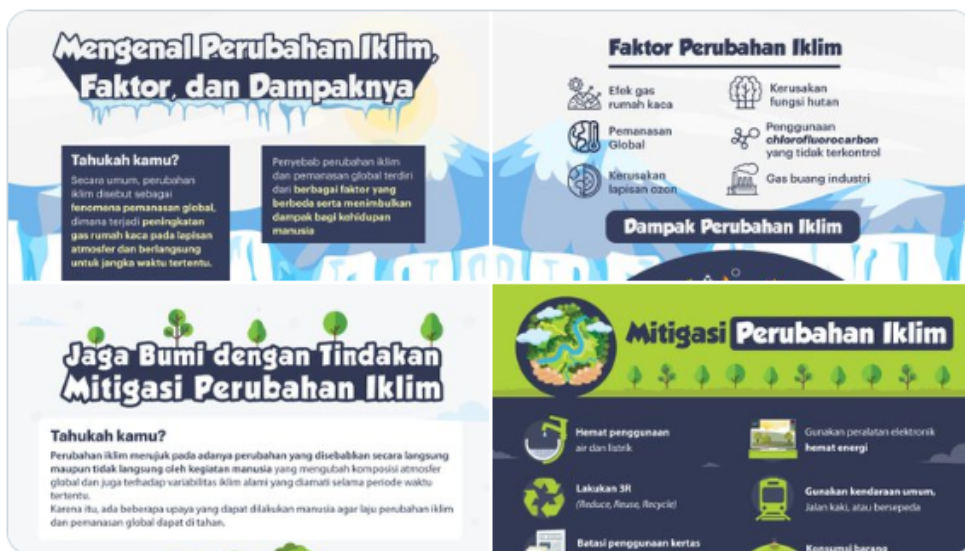 Mengenal Perubahan Iklim,
Faktor, dan Dampaknya
Tahukah kamu?
Secara umum, perubahan
iklim disebut sebagai
fenomena pemanasan global,
dimana terjadi peningkatan
gas rumah kaca pada lapisan
atmosfer dan berlangsung
untuk jangka waktu tertentu.
Penyebab perubahan iklim
dan pemanasan global terdiri
dari berbagai faktor yang
berbeda serta menimbulkan
dampak bagi kehidupan
manusia
Faktor Perubahan Iklim
Efek gas
rumah kaca
Pemanasan
Global
Kerusakan
lapisan ozon
Kerusakan
fungsi hutan
Penggunaan
chlorofluorocarbon
yang tidak terkontrol
Gas buang industri
Dampak Perubahan Iklim
Jaga Bumi dengan Tindakan
Mitigasi Perubahan Iklim
Tahukah kamu?
Perubahan iklim merujuk pada adanya perubahan yang disebabkan secara langsung
maupun tidak langsung oleh kegiatan manusia yang mengubah komposisi atmosfer
global dan juga terhadap variabilitas iklim alami yang diamati selama periode waktu
tertentu.
Karena itu, ada beberapa upaya yang dapat dilakukan manusia agar laju perubahan iklim
dan pemanasan global dapat di tahan.
Mitigasi Perubahan Iklim
Hemat penggunaan
air dan listrik
Lakukan 3R
(Reduce, Reuse, Recycle)
Batasi penggunaan kertas
Gunakan peralatan elektronik
hemat energi
Gunakan kendaraan umum,
Jalan kaki, atau bersepeda
Konsumsi barang